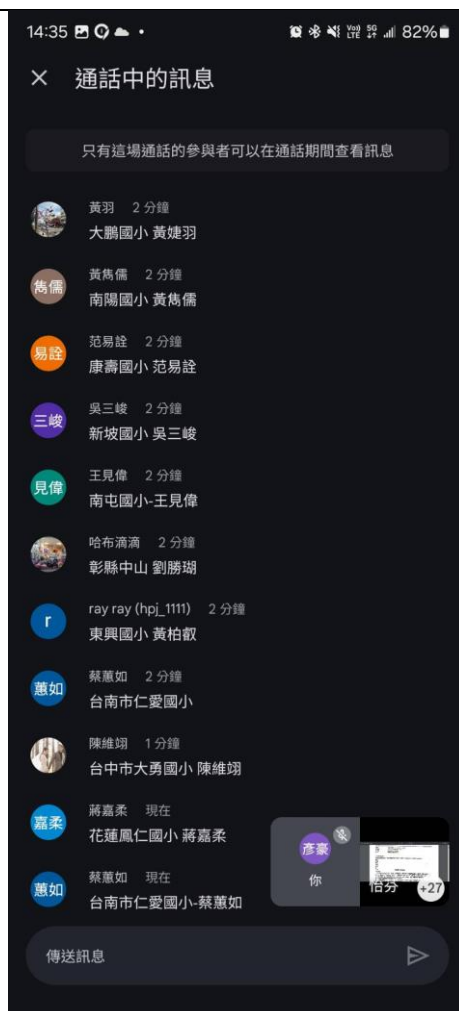 14:35
Vo)) LTE 5G 82%
通話中的訊息
只有這場通話的參與者可以在通話期間查看訊息
黃羽 2 分鐘
大鵬國小 黃婕羽
雋儒
黃雋儒 2 分鐘
南陽國小 黃雋儒
易詮
范易詮 2 分鐘
康壽國小 范易詮
三峻
吳三峻 2 分鐘
新坡國小 吳三峻
見偉
王見偉 2 分鐘
南屯國小-王見偉
哈布滴滴 2 分鐘
彰縣中山 劉勝瑚
r
ray ray (hpj_1111) 2 分鐘
東興國小 黃柏叡
蕙如
蔡蕙如 2 分鐘
台南市仁愛國小
陳維翊 1 分鐘
台中市大勇國小 陳維翊
嘉柔
蔣嘉柔 現在
花蓮鳳仁國小 蔣嘉柔
蕙如
蔡蕙如 現在
台南市仁愛國小-蔡蕙如
彥豪
你
怡分 +27
傳送訊息